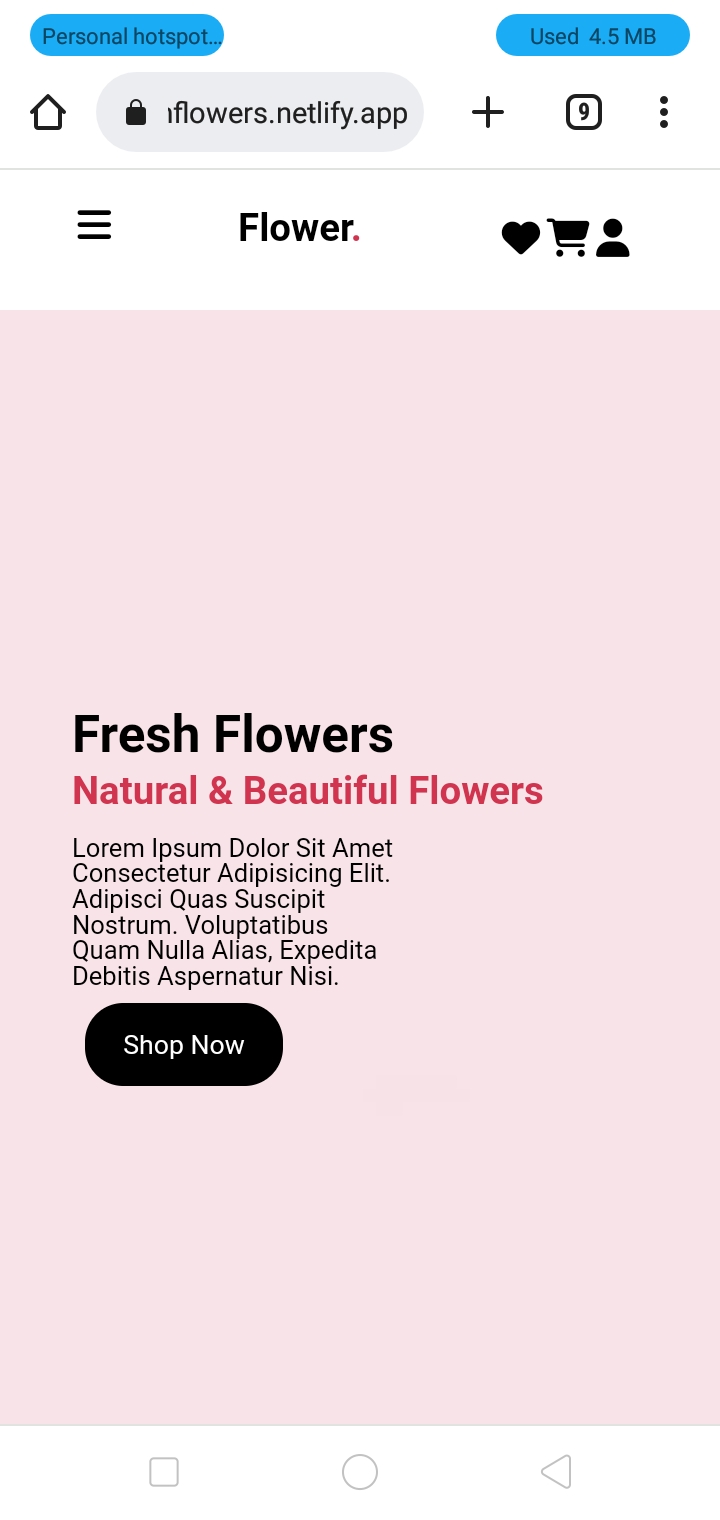 Personal hotspot...
Used 4.5 MB
flowers.netlify.app
9
Flower.
Fresh Flowers
Natural & Beautiful Flowers
Lorem Ipsum Dolor Sit Amet
Consectetur Adipisicing Elit.
Adipisci Quas Suscipit
Nostrum. Voluptatibus
Quam Nulla Alias, Expedita
Debitis Aspernatur Nisi.
Shop Now